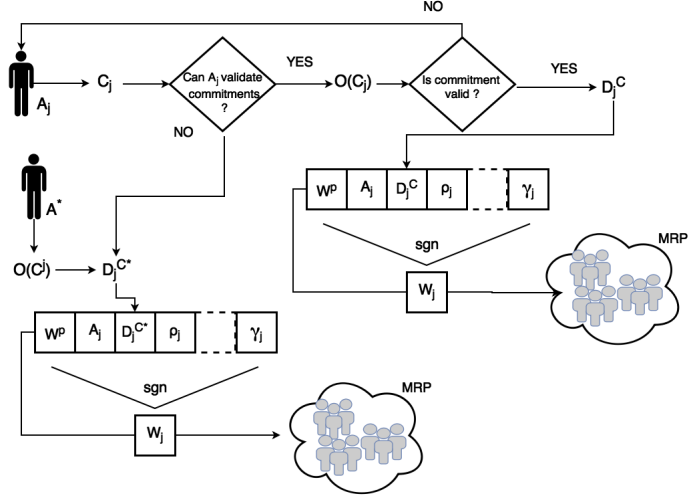 NO
Can Aⱼ validate
commitments
?
YES
O(Cⱼ)
Is commitment
valid ?
YES
DⱼC
Cⱼ
Aⱼ
NO
A*
O(Cj)
DⱼC*
Wp Aⱼ DⱼC ρⱼ γⱼ
sgn
Wⱼ
MRP
Wp Aⱼ DⱼC* ρⱼ γⱼ
sgn
Wⱼ
MRP